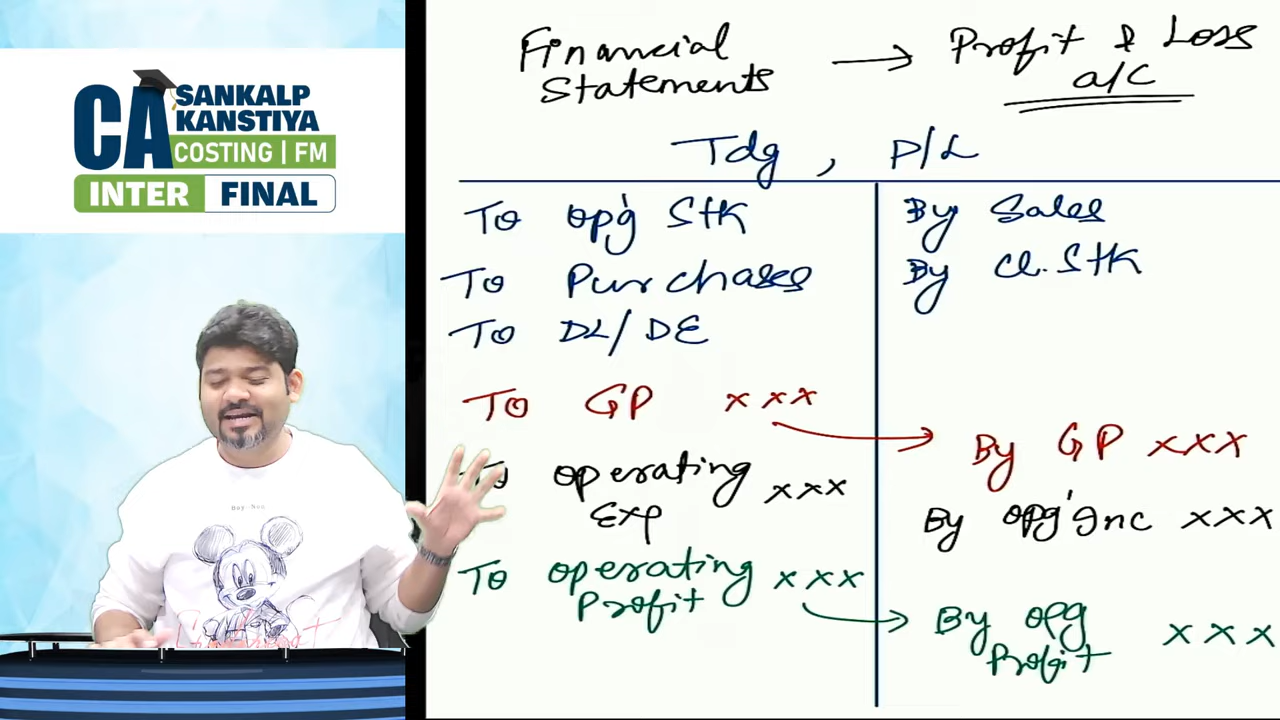 CA SANKALP
KANSTIYA
COSTING | FM
INTER FINAL
Financial Statements → Profit & Loss a/c
Tdg, P/L
To opg Stk
By Sales
To Purchases
By Cl. Stk
To DL/DE
To GP xxx
By GP xxx
To operating Exp xxx
By opg Inc xxx
To operating Profit xxx
By opg Profit xxx